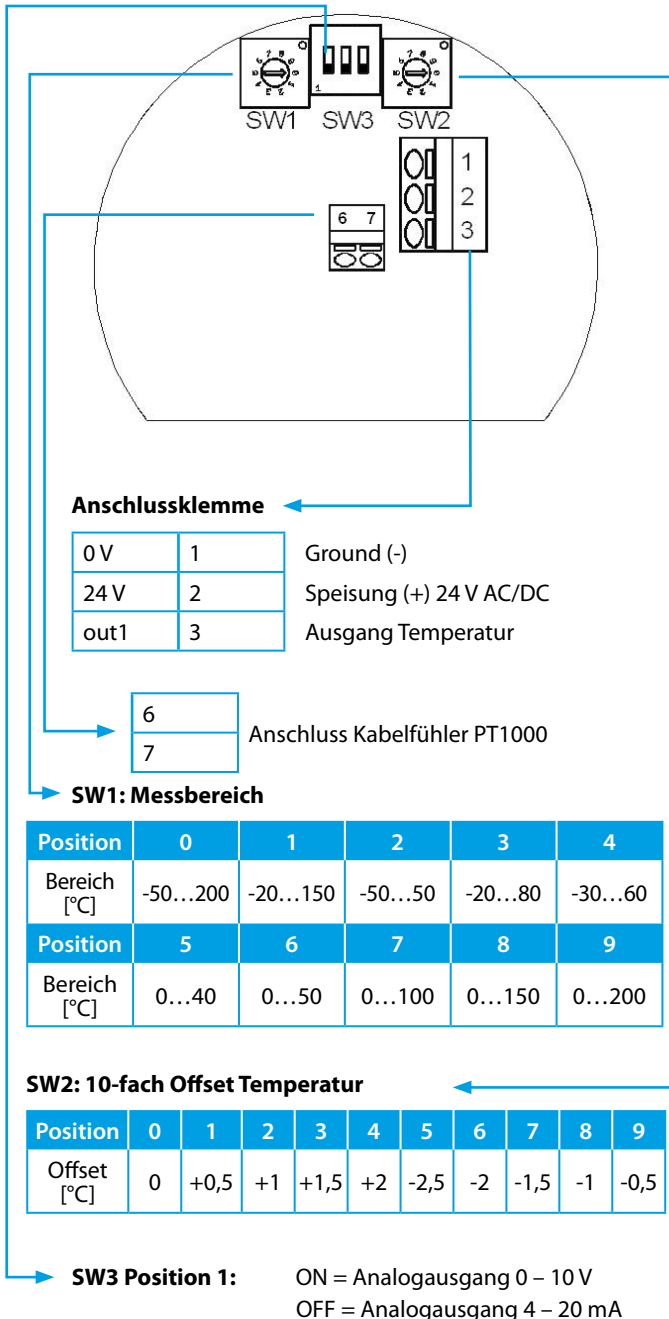 SW1 SW3 SW2
1
1
2
3
6 7
Anschlussklemme
0 V 1 Ground (-)
24 V 2 Speisung (+) 24 V AC/DC
out1 3 Ausgang Temperatur
6
7
Anschluss Kabelfühler PT1000
SW1: Messbereich
Position 0 1 2 3 4
Bereich [°C] -50…200 -20…150 -50…50 -20…80 -30…60
Position 5 6 7 8 9
Bereich [°C] 0…40 0…50 0…100 0…150 0…200
SW2: 10-fach Offset Temperatur
Position 0 1 2 3 4 5 6 7 8 9
Offset [°C] 0 +0,5 +1 +1,5 +2 -2,5 -2 -1,5 -1 -0,5
SW3 Position 1: ON = Analogausgang 0 – 10 V
OFF = Analogausgang 4 – 20 mA